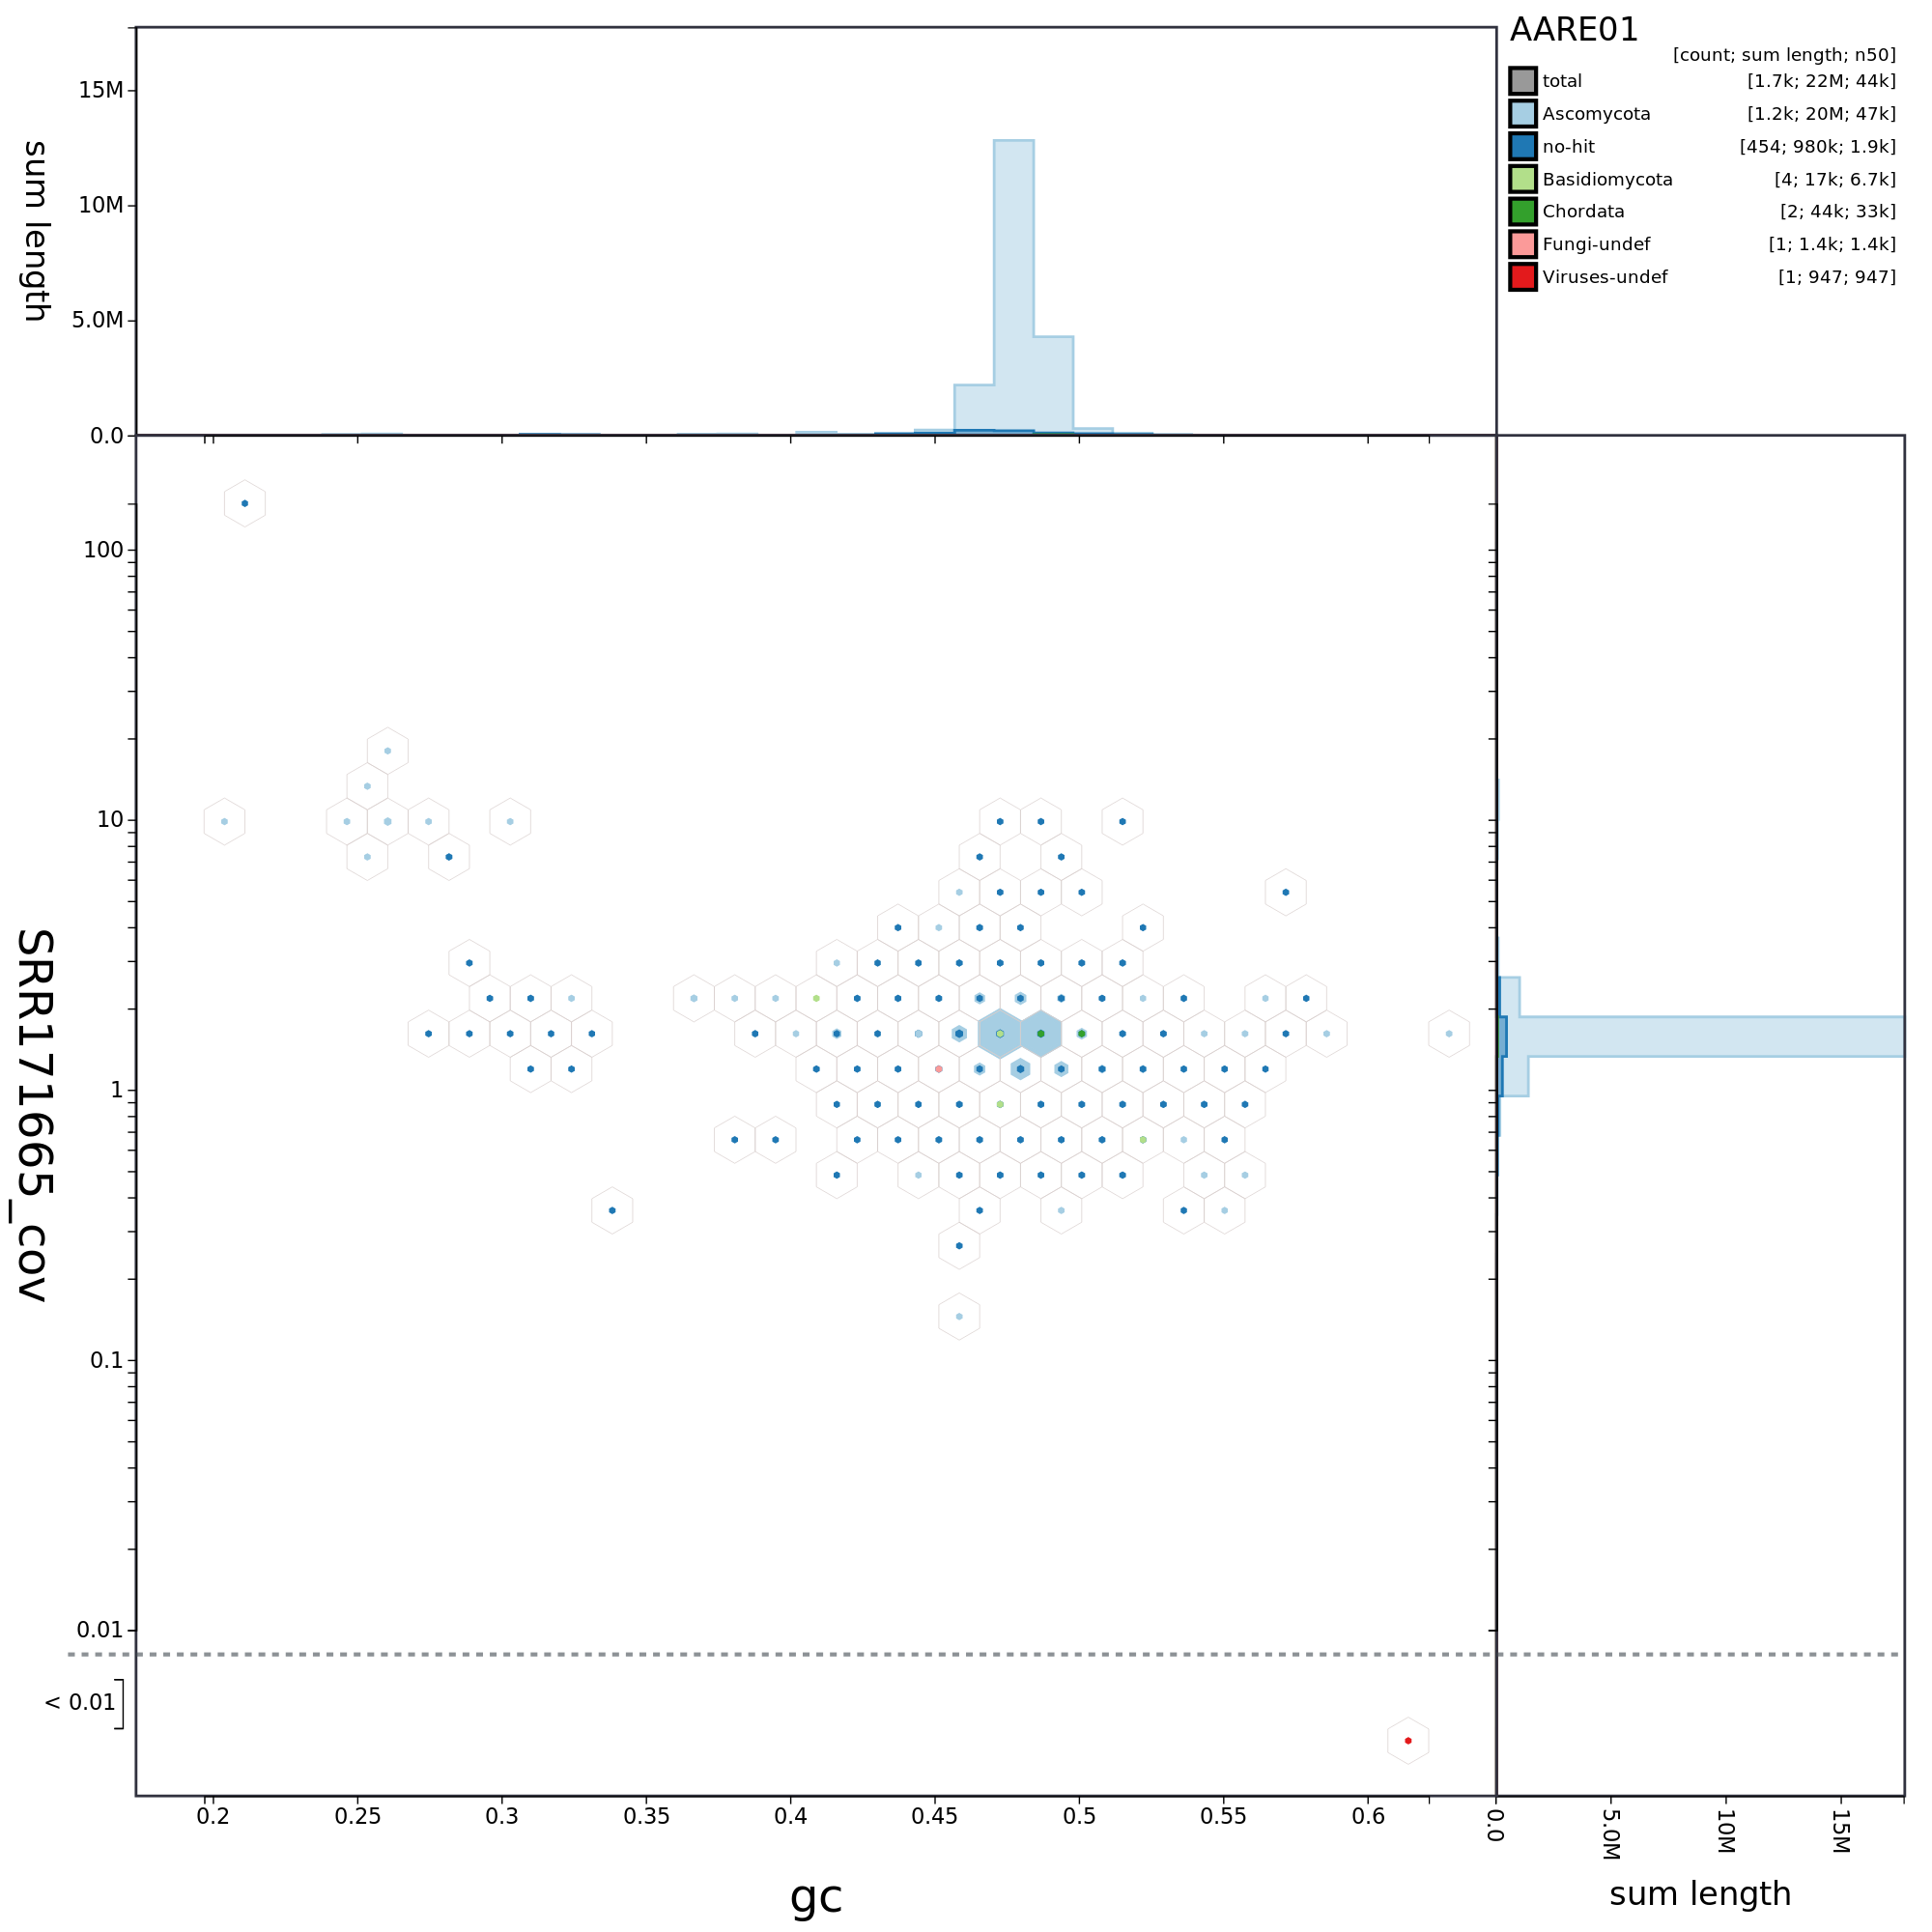 AARE01
[count; sum length; n50]
total [1.7k; 22M; 44k]
Ascomycota [1.2k; 20M; 47k]
no-hit [454; 980k; 1.9k]
Basidiomycota [4; 17k; 6.7k]
Chordata [2; 44k; 33k]
Fungi-undef [1; 1.4k; 1.4k]
Viruses-undef [1; 947; 947]
sum length
15M
10M
5.0M
0.0
SRR171665_cov
100
10
1
0.1
0.01
< 0.01
0.2 0.25 0.3 0.35 0.4 0.45 0.5 0.55 0.6
gc
0.0 5.0M 10M 15M
sum length